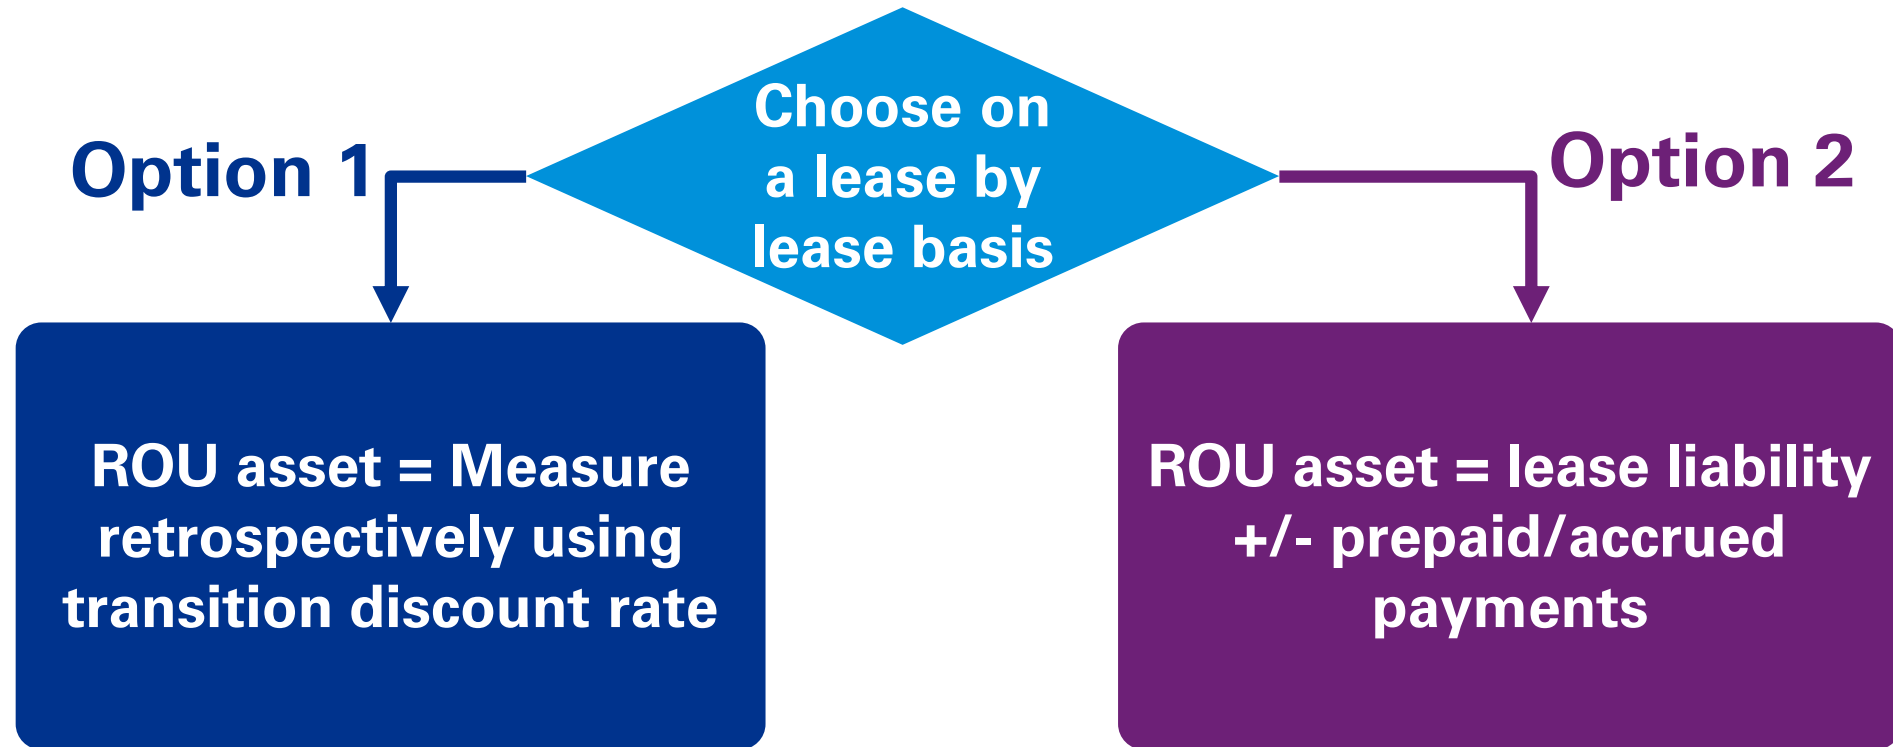 Choose on
a lease by
lease basis
Option 1
Option 2
ROU asset = Measure
retrospectively using
transition discount rate
ROU asset = lease liability
+/- prepaid/accrued
payments